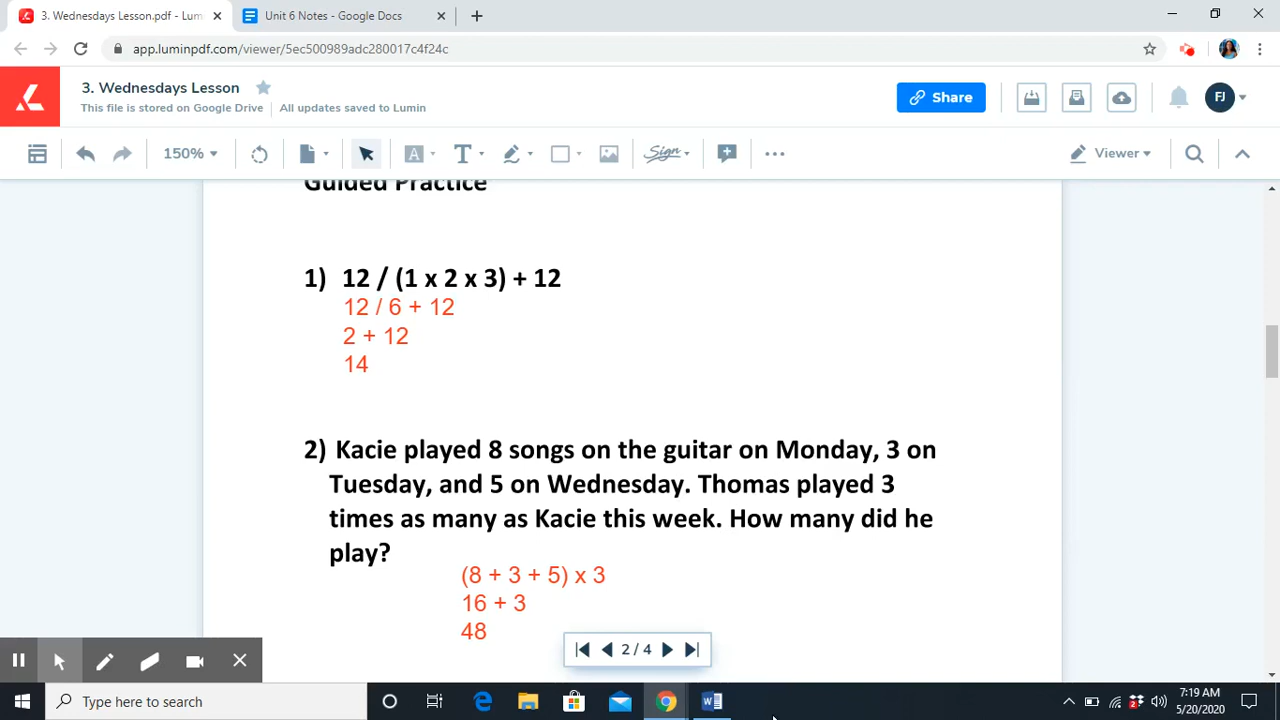 3. Wednesdays Lesson.pdf - Lum
Unit 6 Notes - Google Docs
app.luminpdf.com/viewer/5ec500989adc280017c4f24c
3. Wednesdays Lesson
This file is stored on Google Drive All updates saved to Lumin
Share
FJ
150%
A
T
Sign
Viewer
Guided Practice
1) 12 / (1 x 2 x 3) + 12
12 / 6 + 12
2 + 12
14
2) Kacie played 8 songs on the guitar on Monday, 3 on
Tuesday, and 5 on Wednesday. Thomas played 3
times as many as Kacie this week. How many did he
play?
(8 + 3 + 5) x 3
16 + 3
48
2 / 4
Type here to search
7:19 AM
5/20/2020